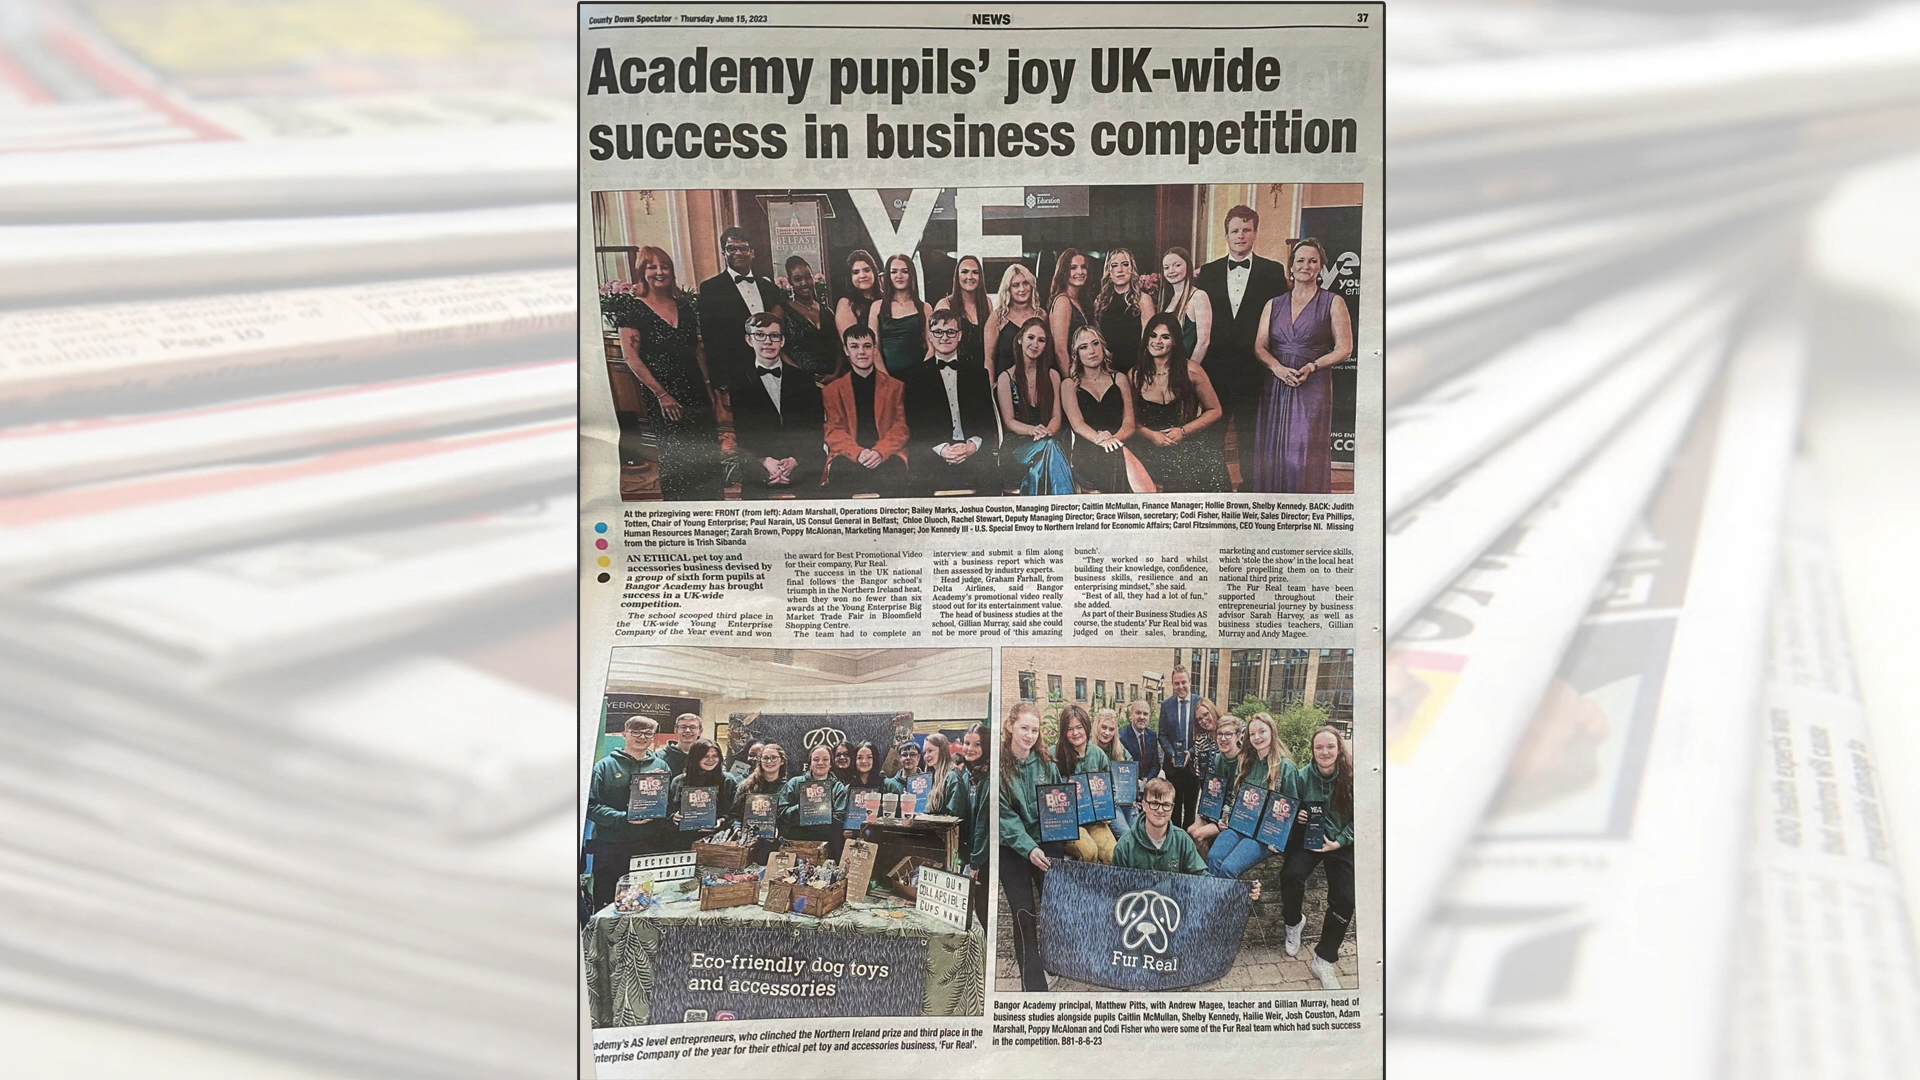 County Down Spectator - Thursday June 15, 2023
NEWS
37
Academy pupils' joy UK-wide
success in business competition
YE
Education
BELFAST
At the prizegiving were: FRONT (from left): Adam Marshall, Operations Director; Bailey Marks, Joshua Couston, Managing Director; Caitlin McMullan, Finance Manager; Hollie Brown, Shelby Kennedy. BACK: Judith
Totten, Chair of Young Enterprise; Paul Narain, US Consul General in Belfast; Chloe Oluoch, Rachel Stewart, Deputy Managing Director; Grace Wilson, secretary; Codi Fisher, Hailie Weir, Sales Director; Eva Phillips,
Human Resources Manager; Zarah Brown, Poppy McAlonan, Marketing Manager; Joe Kennedy III - U.S. Special Envoy to Northern Ireland for Economic Affairs; Carol Fitzsimmons, CEO Young Enterprise NI. Missing
from the picture is Trish Sibanda
AN ETHICAL pet toy and
accessories business devised by
a group of sixth form pupils at
Bangor Academy has brought
success in a UK-wide
competition.
The school scooped third place in
the UK-wide Young Enterprise
Company of the Year event and won
the award for Best Promotional Video
for their company, Fur Real.
The success in the UK national
final follows the Bangor school's
triumph in the Northern Ireland heat,
when they won no fewer than six
awards at the Young Enterprise Big
Market Trade Fair in Bloomfield
Shopping Centre.
The team had to complete an
interview and submit a film along
with a business report which was
then assessed by industry experts.
Head judge, Graham Farhall, from
Delta Airlines, said Bangor
Academy's promotional video really
stood out for its entertainment value.
The head of business studies at the
school, Gillian Murray, said she could
not be more proud of 'this amazing
bunch'.
"They worked so hard whilst
building their knowledge, confidence,
business skills, resilience and an
enterprising mindset," she said.
"Best of all, they had a lot of fun,"
she added.
As part of their Business Studies AS
course, the students' Fur Real bid was
judged on their sales, branding,
marketing and customer service skills,
which 'stole the show' in the local heat
before propelling them on to their
national third prize.
The Fur Real team have been
supported throughout their
entrepreneurial journey by business
advisor Sarah Harvey, as well as
business studies teachers, Gillian
Murray and Andy Magee.
YEBROW INC
BIG
BIG
BIG
BIG
RECYCLED
TOYS!
BUY OUR
COLLAPSIBLE
CUPS NOW!
Eco-friendly dog toys
and accessories
ademy's AS level entrepreneurs, who clinched the Northern Ireland prize and third place in the
nterprise Company of the year for their ethical pet toy and accessories business, 'Fur Real'.
BIG
BIG
YEA
BIG
BIG
YEA
Fur Real
Bangor Academy principal, Matthew Pitts, with Andrew Magee, teacher and Gillian Murray, head of
business studies alongside pupils Caitlin McMullan, Shelby Kennedy, Hailie Weir, Josh Couston, Adam
Marshall, Poppy McAlonan and Codi Fisher who were some of the Fur Real team which had such success
in the competition. B81-8-6-23
Page 10